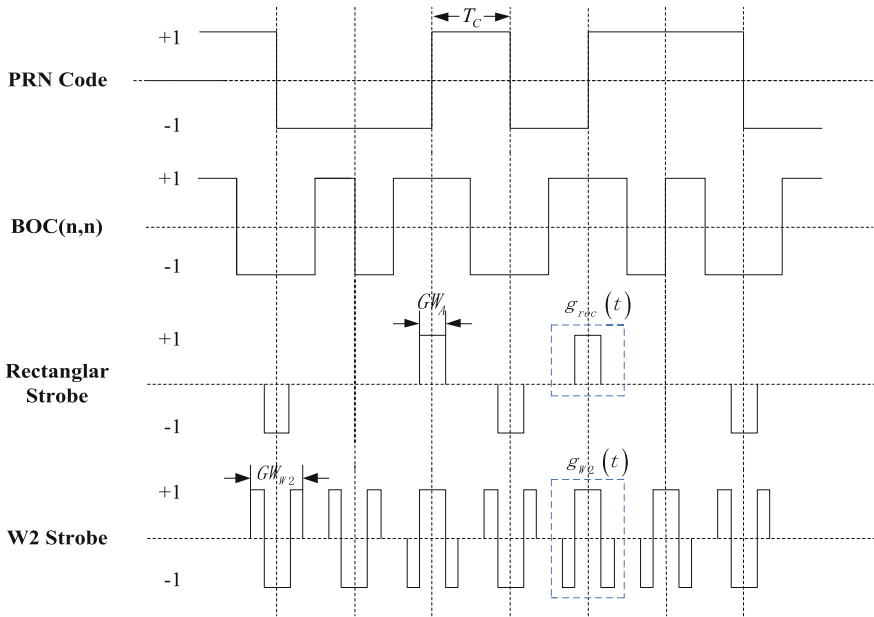 T_C
+1
PRN Code
-1
+1
BOC(n,n)
-1
GW_A
g_rec (t)
+1
Rectanglar
Strobe
-1
GW_W2
g_W2 (t)
+1
W2 Strobe
-1